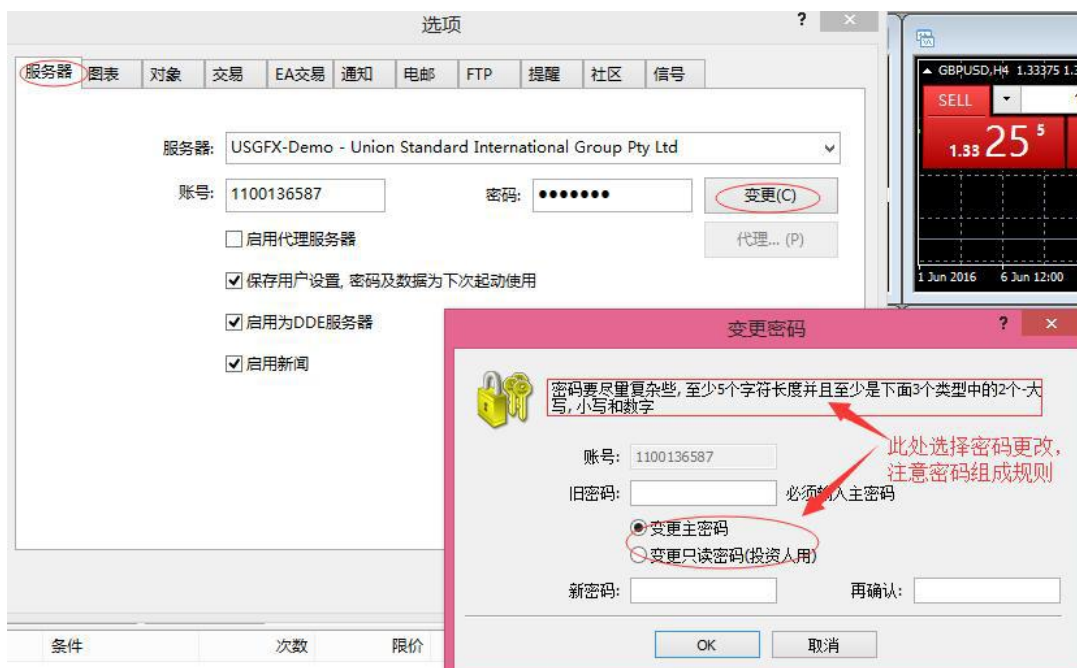 选项
?
服务器 图表 对象 交易 EA交易 通知 电邮 FTP 提醒 社区 信号
服务器: USGFX-Demo - Union Standard International Group Pty Ltd
账号: 1100136587 密码: ●●●●●●● 变更(C)
启用代理服务器 代理... (P)
保存用户设置, 密码及数据为下次起动使用
启用为DDE服务器
启用新闻
GBPUSD,H4 1.33375
SELL
1.33 25 5
1 Jun 2016 6 Jun 12:00
变更密码
?
密码要尽量复杂些, 至少5个字符长度并且至少是下面3个类型中的2个-大
写, 小写和数字
此处选择密码更改,
注意密码组成规则
账号: 1100136587
旧密码: 必须输入主密码
变更主密码
变更只读密码(投资人用)
新密码: 再确认:
OK 取消
条件 次数 限价